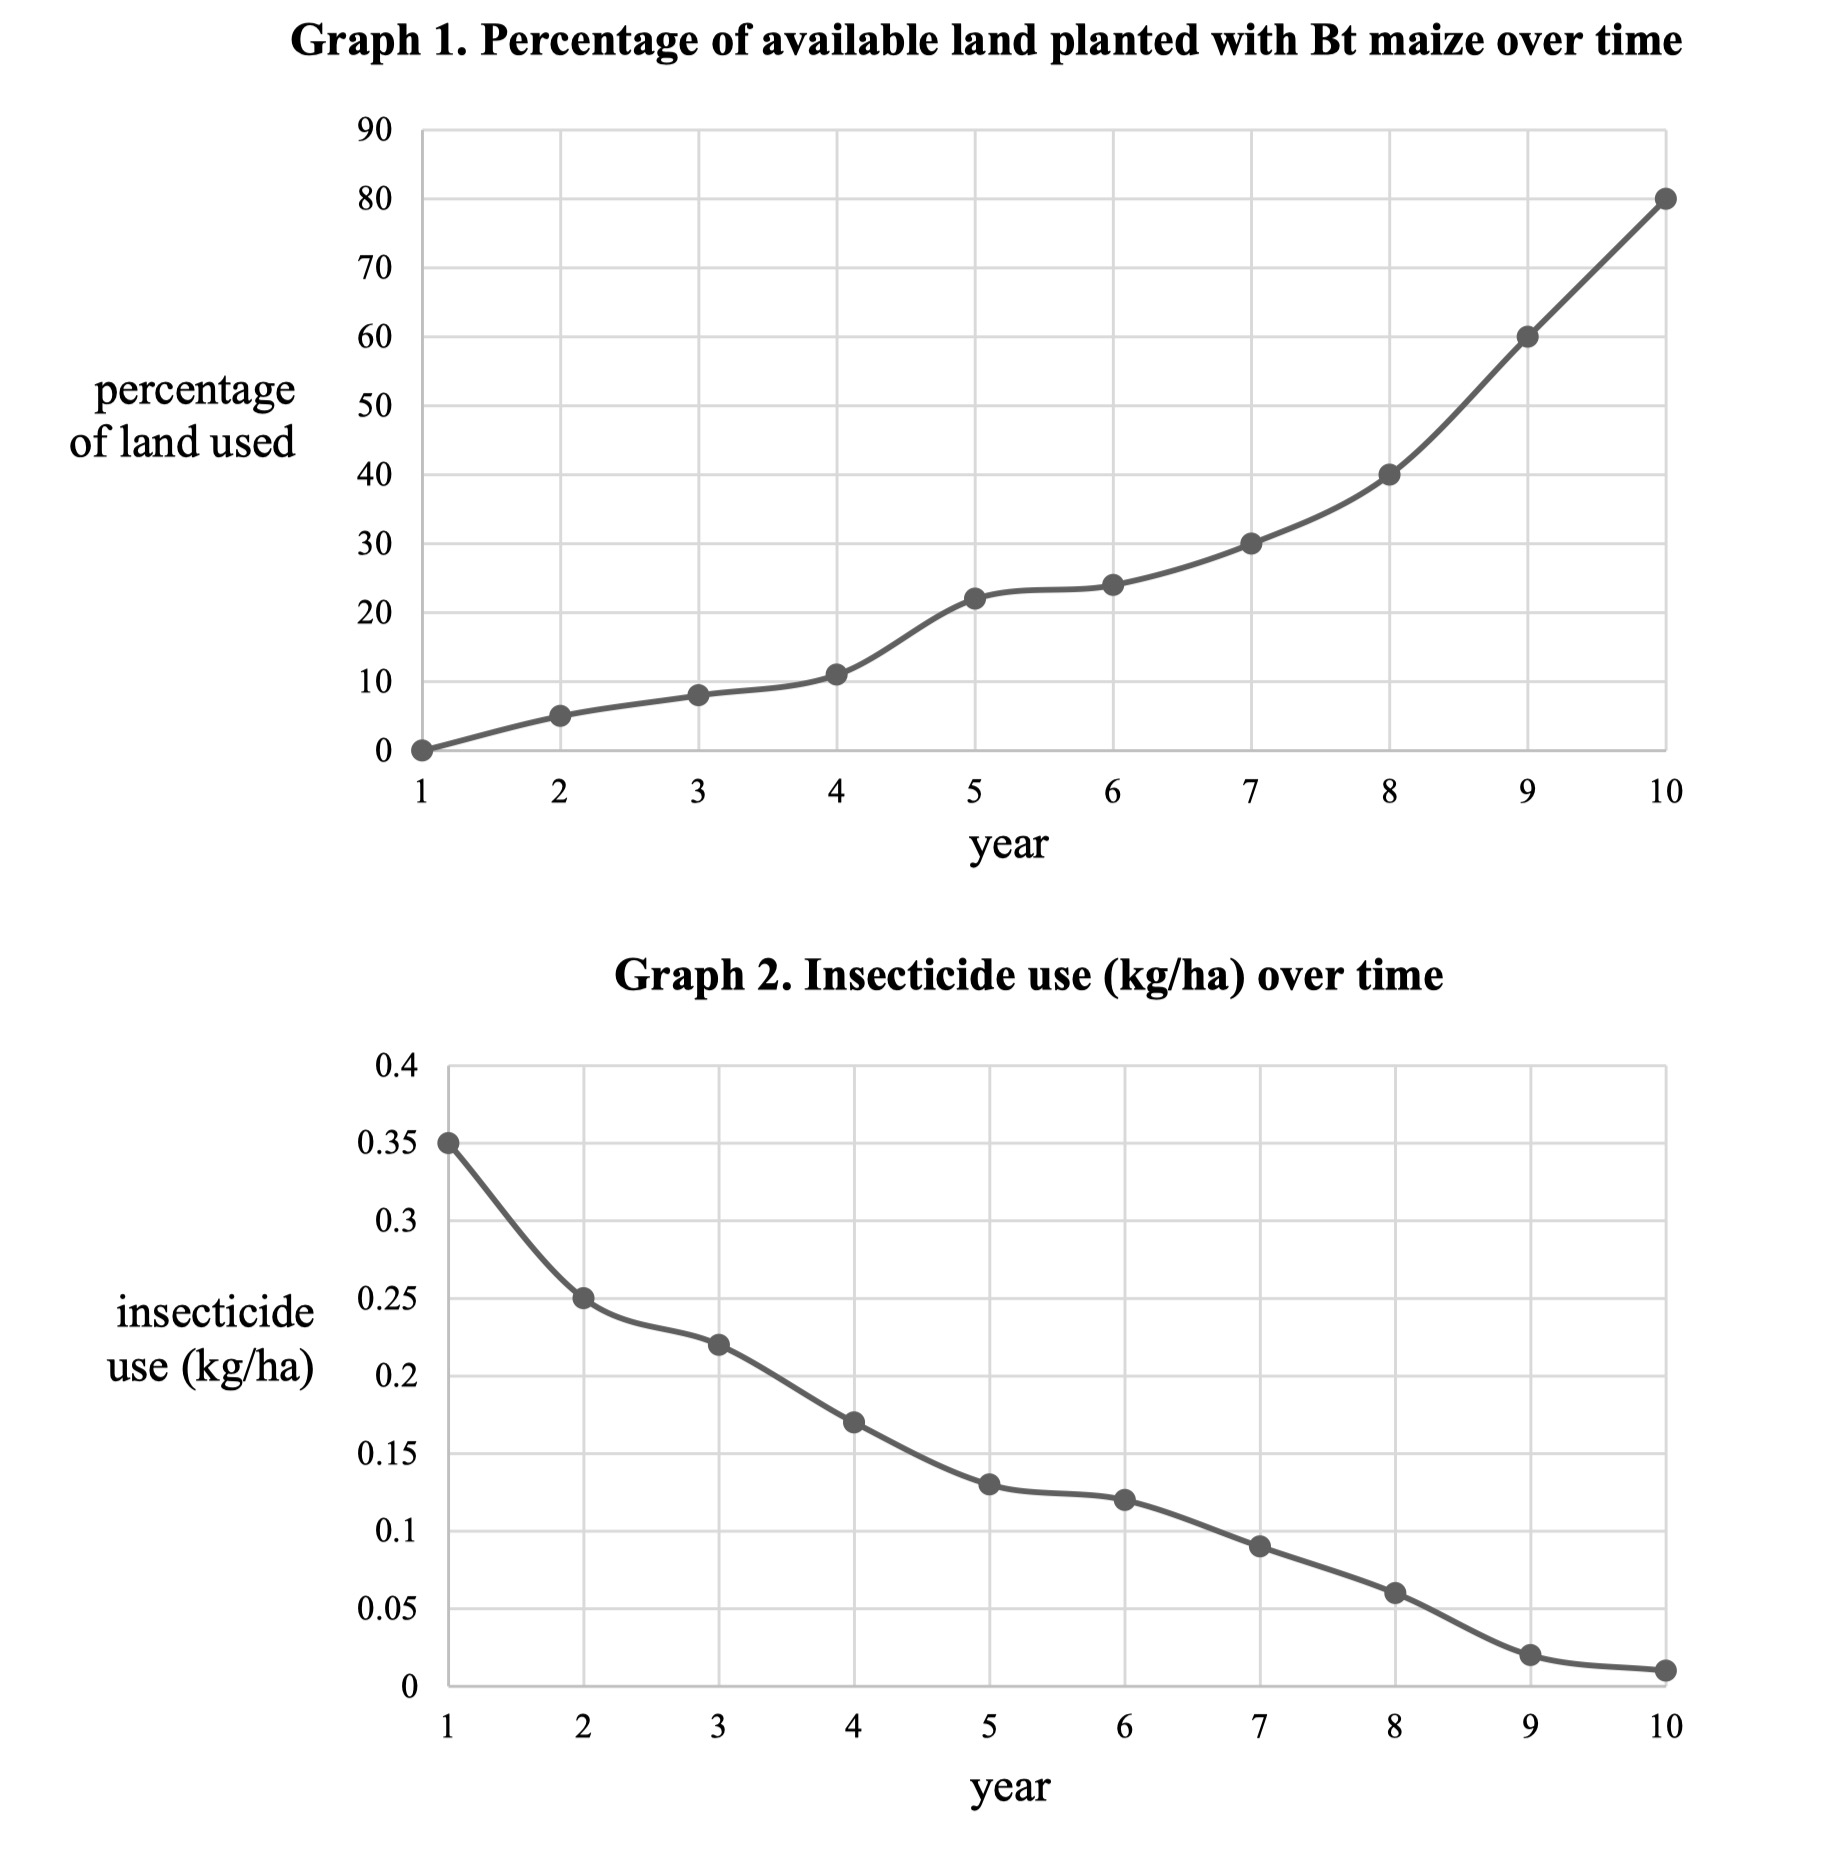 Graph 1. Percentage of available land planted with Bt maize over time
90
80
70
60
percentage
of land used
50
40
30
20
10
0
1 2 3 4 5 6 7 8 9 10
year
Graph 2. Insecticide use (kg/ha) over time
0.4
0.35
0.3
insecticide
use (kg/ha)
0.25
0.2
0.15
0.1
0.05
0
1 2 3 4 5 6 7 8 9 10
year